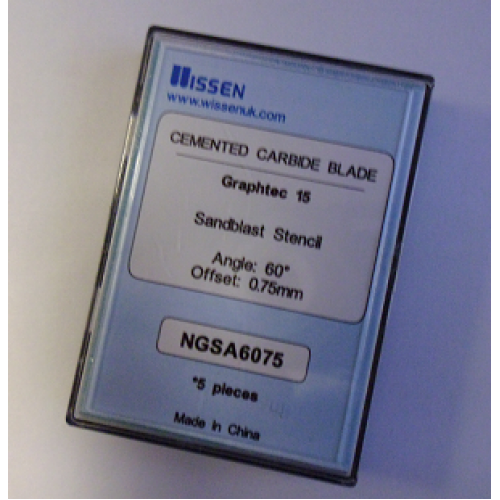 WISSEN
www.wissenuk.com
CEMENTED CARBIDE BLADE
Graphtec 15
Sandblast Stencil
Angle: 60°
Offset: 0.75mm
NGSA6075
*5 pieces
Made in China